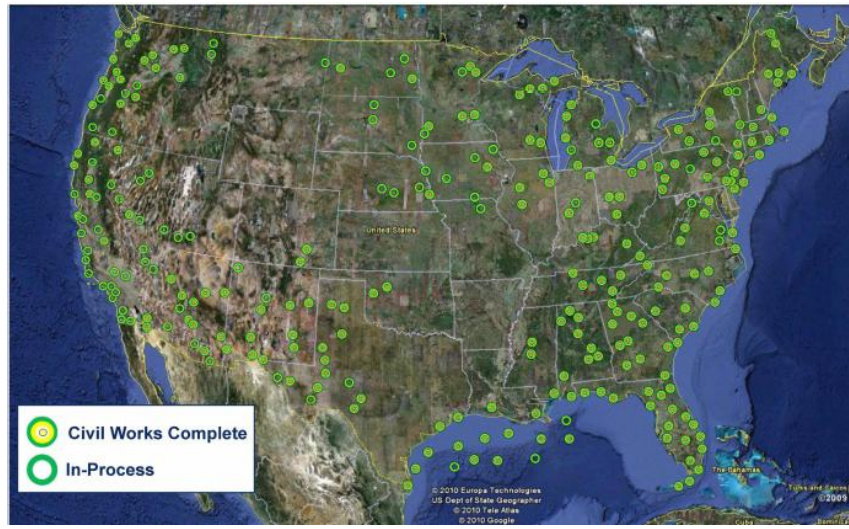 United States
The Bahamas
Civil Works Complete
In-Process
© 2010 Europa Technologies
US Dept of State Geographer
© 2010 Tele Atlas
© 2010 Google
©2009
Cuba